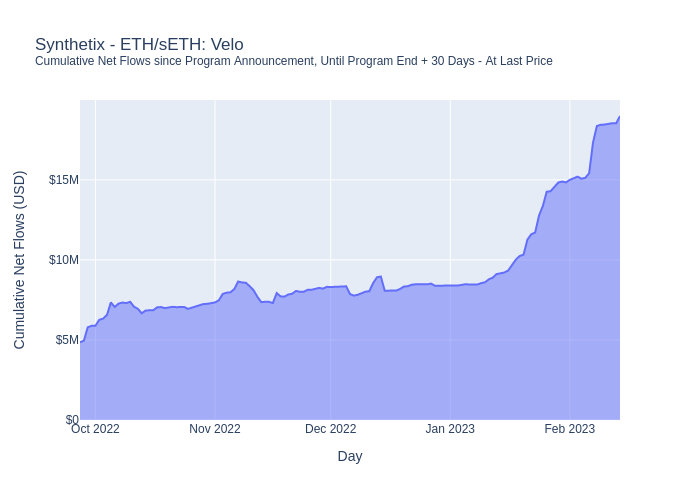 Synthetix - ETH/sETH: Velo
Cumulative Net Flows since Program Announcement, Until Program End + 30 Days - At Last Price
Cumulative Net Flows (USD)
$15M
$10M
$5M
$0
Oct 2022
Nov 2022
Dec 2022
Jan 2023
Feb 2023
Day